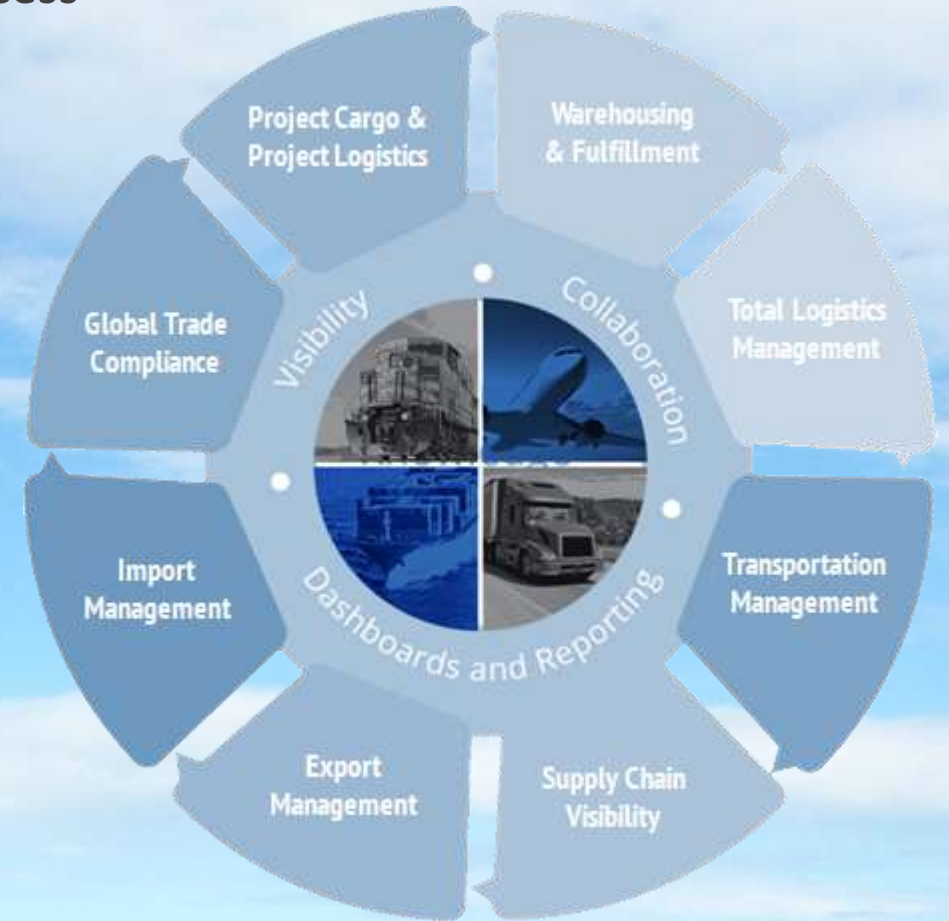 Project Cargo &
Project Logistics
Warehousing
& Fulfillment
Total Logistics
Management
Transportation
Management
Supply Chain
Visibility
Export
Management
Import
Management
Global Trade
Compliance
Visibility
Collaboration
Dashboards and Reporting